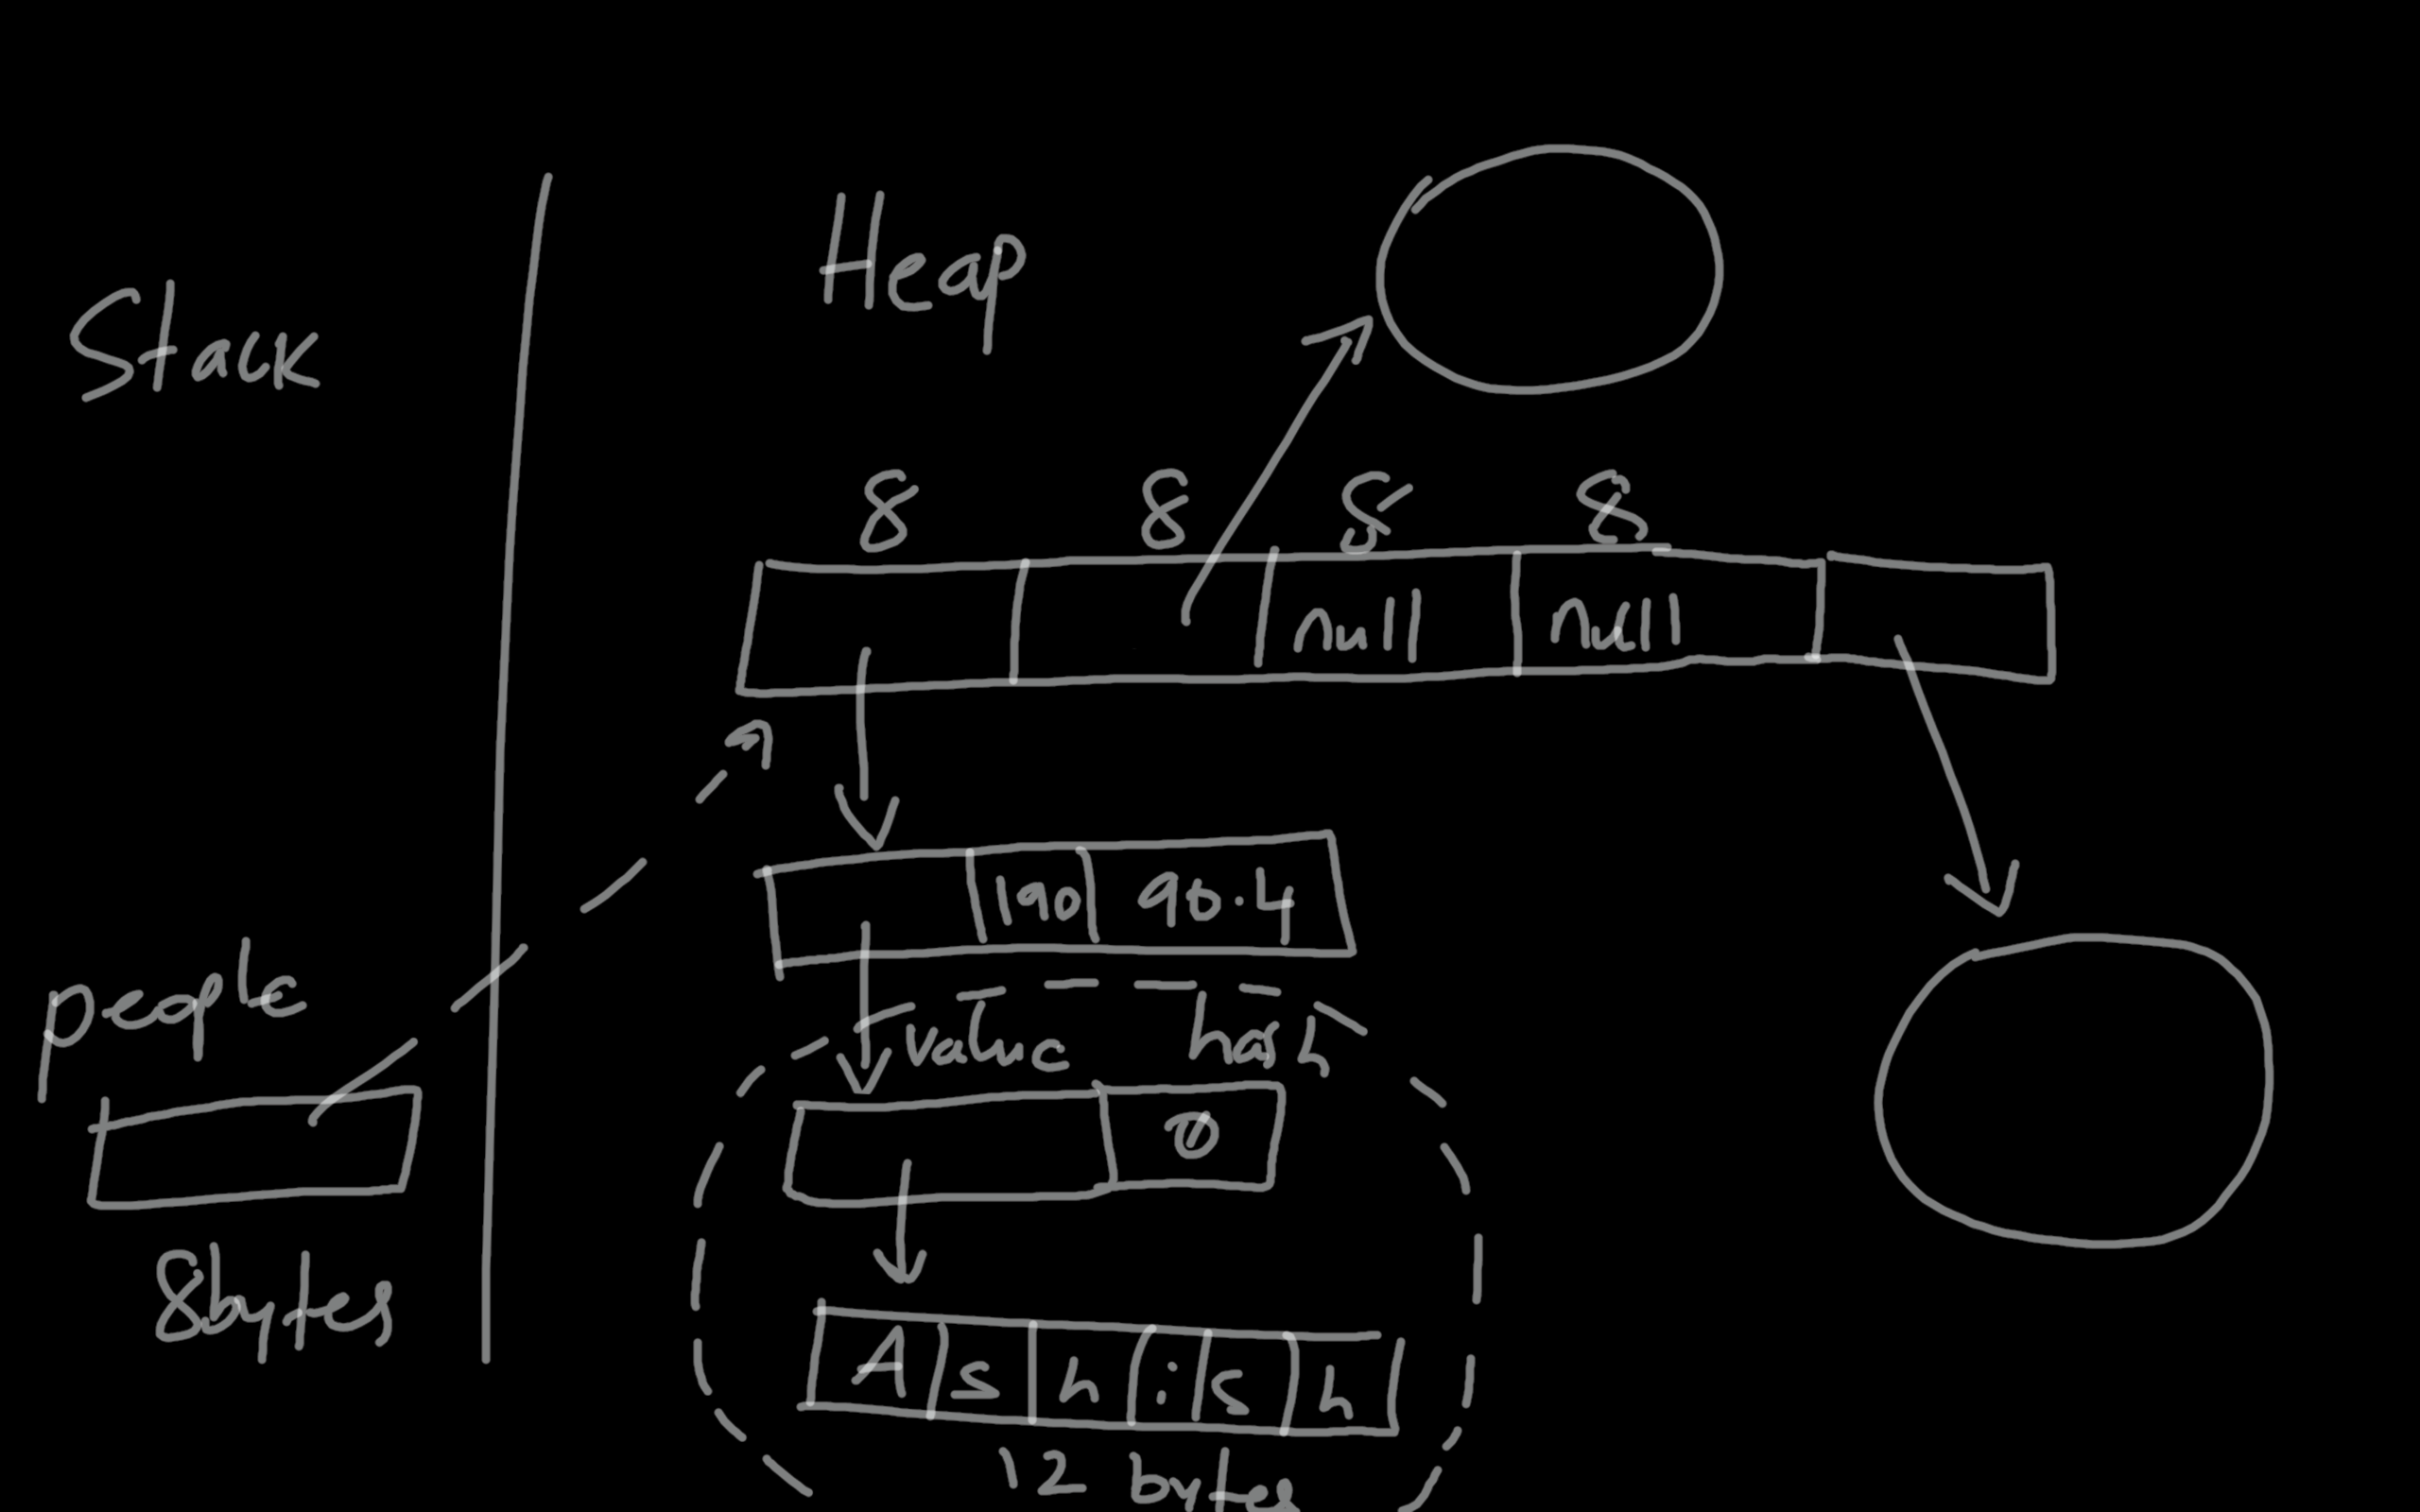 Heap
Stack
8 8 8 8
null null
190 90.4
people
value hash
0
8bytes
A s h i s h
12 bytes